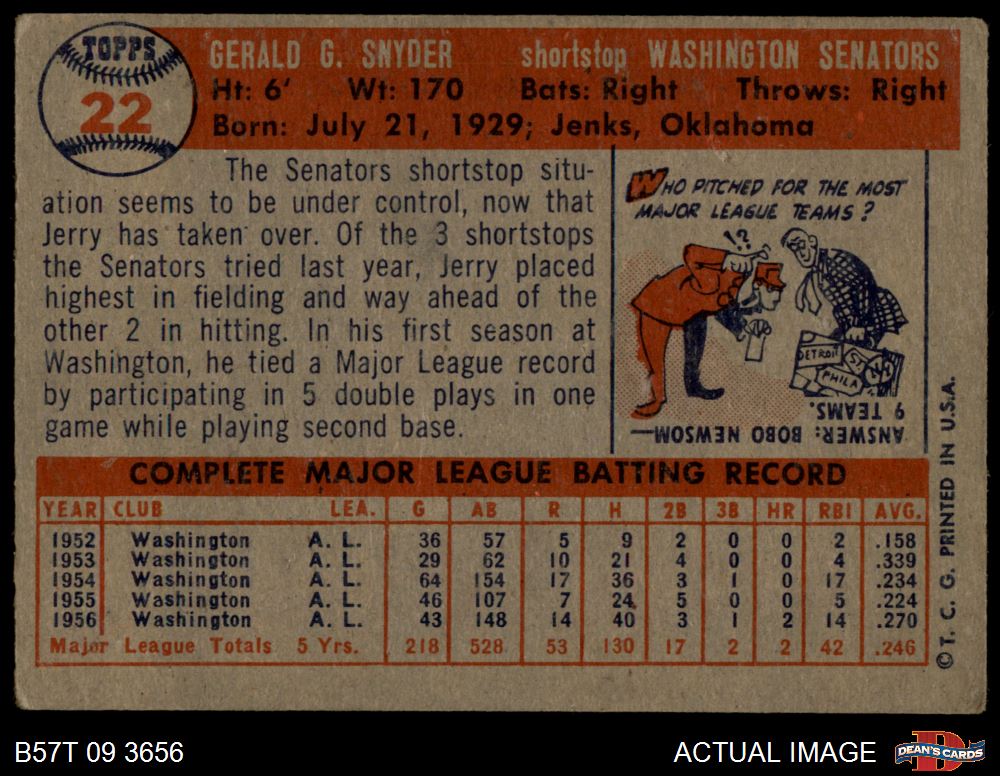 TOPPS
22
GERALD G. SNYDER shortstop WASHINGTON SENATORS
Ht: 6' Wt: 170 Bats: Right Throws: Right
Born: July 21, 1929; Jenks, Oklahoma
The Senators shortstop situ-
ation seems to be under control, now that
Jerry has taken over. Of the 3 shortstops
the Senators tried last year, Jerry placed
highest in fielding and way ahead of the
other 2 in hitting. In his first season at
Washington, he tied a Major League record
by participating in 5 double plays in one
game while playing second base.
WHO PITCHED FOR THE MOST
MAJOR LEAGUE TEAMS?
!?
DETROIT ST.
PHILA N.Y.
ANSWER: BOBO NEWSOM—
9 TEAMS.
COMPLETE MAJOR LEAGUE BATTING RECORD
YEAR CLUB LEA. G AB R H 2B 3B HR RBI AVG.
1952 Washington A. L. 36 57 5 9 2 0 0 2 .158
1953 Washington A. L. 29 62 10 21 4 0 0 4 .339
1954 Washington A. L. 64 154 17 36 3 1 0 17 .234
1955 Washington A. L. 46 107 7 24 5 0 0 5 .224
1956 Washington A. L. 43 148 14 40 3 1 2 14 .270
Major League Totals 5 Yrs. 218 528 53 130 17 2 2 42 .246
© T. C. G. PRINTED IN U.S.A.
B57T 09 3656
ACTUAL IMAGE
DEAN'S CARDS